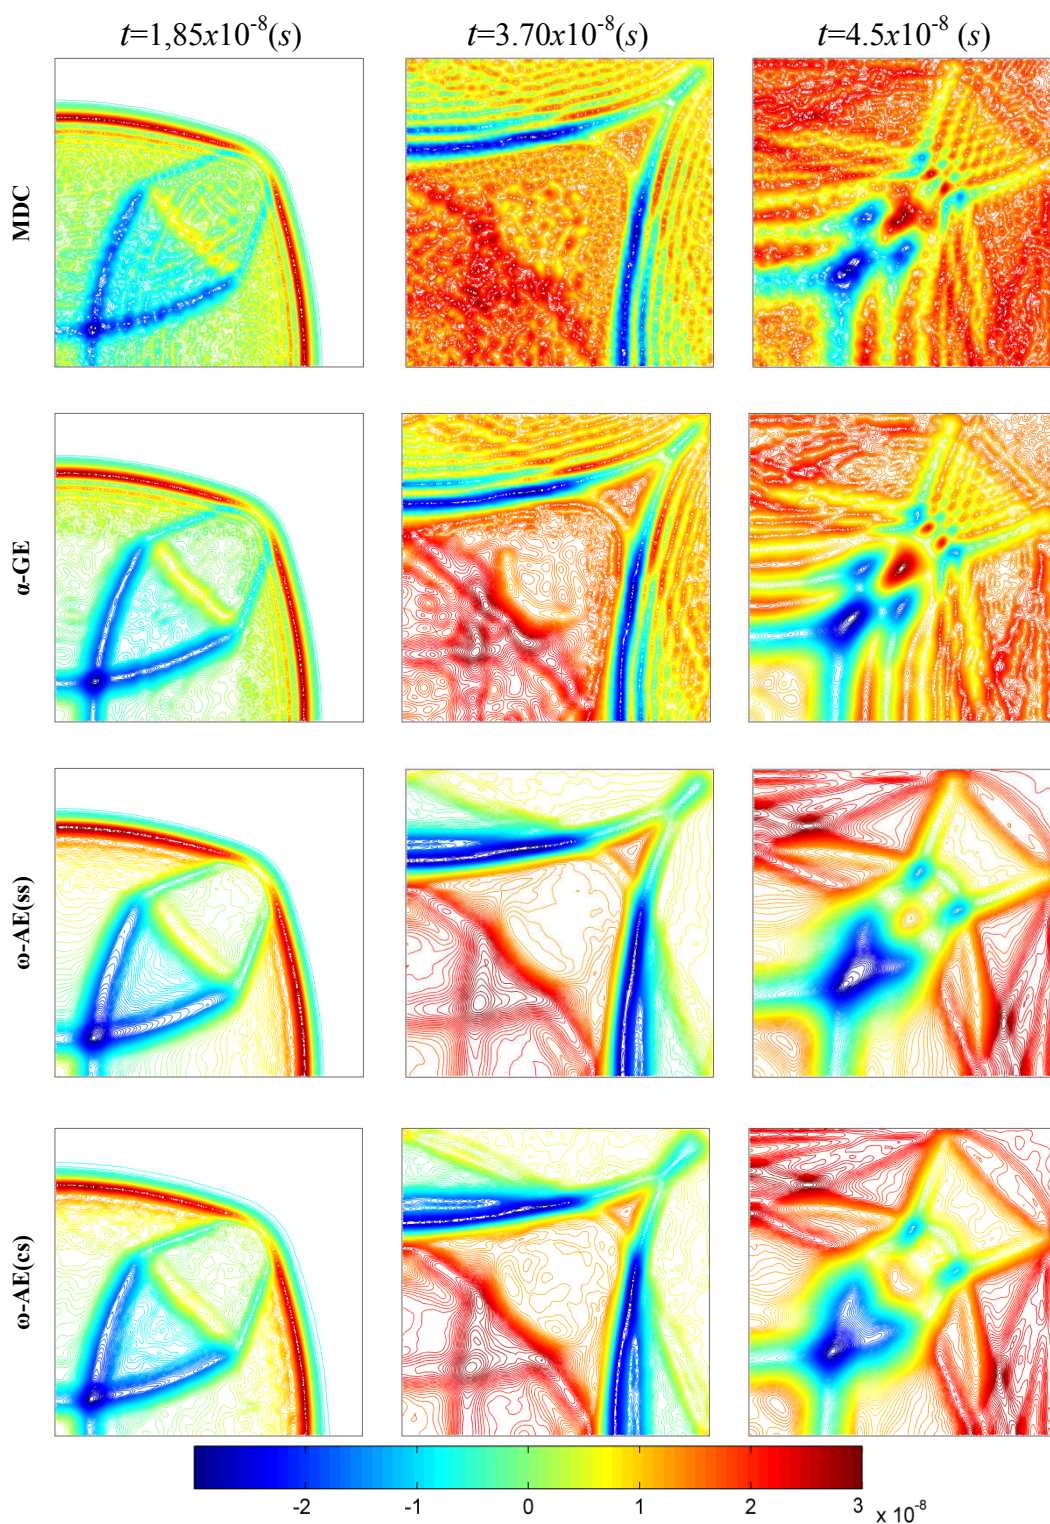 t=1,85x10⁻⁸(s) t=3.70x10⁻⁸(s) t=4.5x10⁻⁸ (s)
MDC
α-GE
ω-AE(ss)
ω-AE(cs)
-2 -1 0 1 2 3 x 10⁻⁸